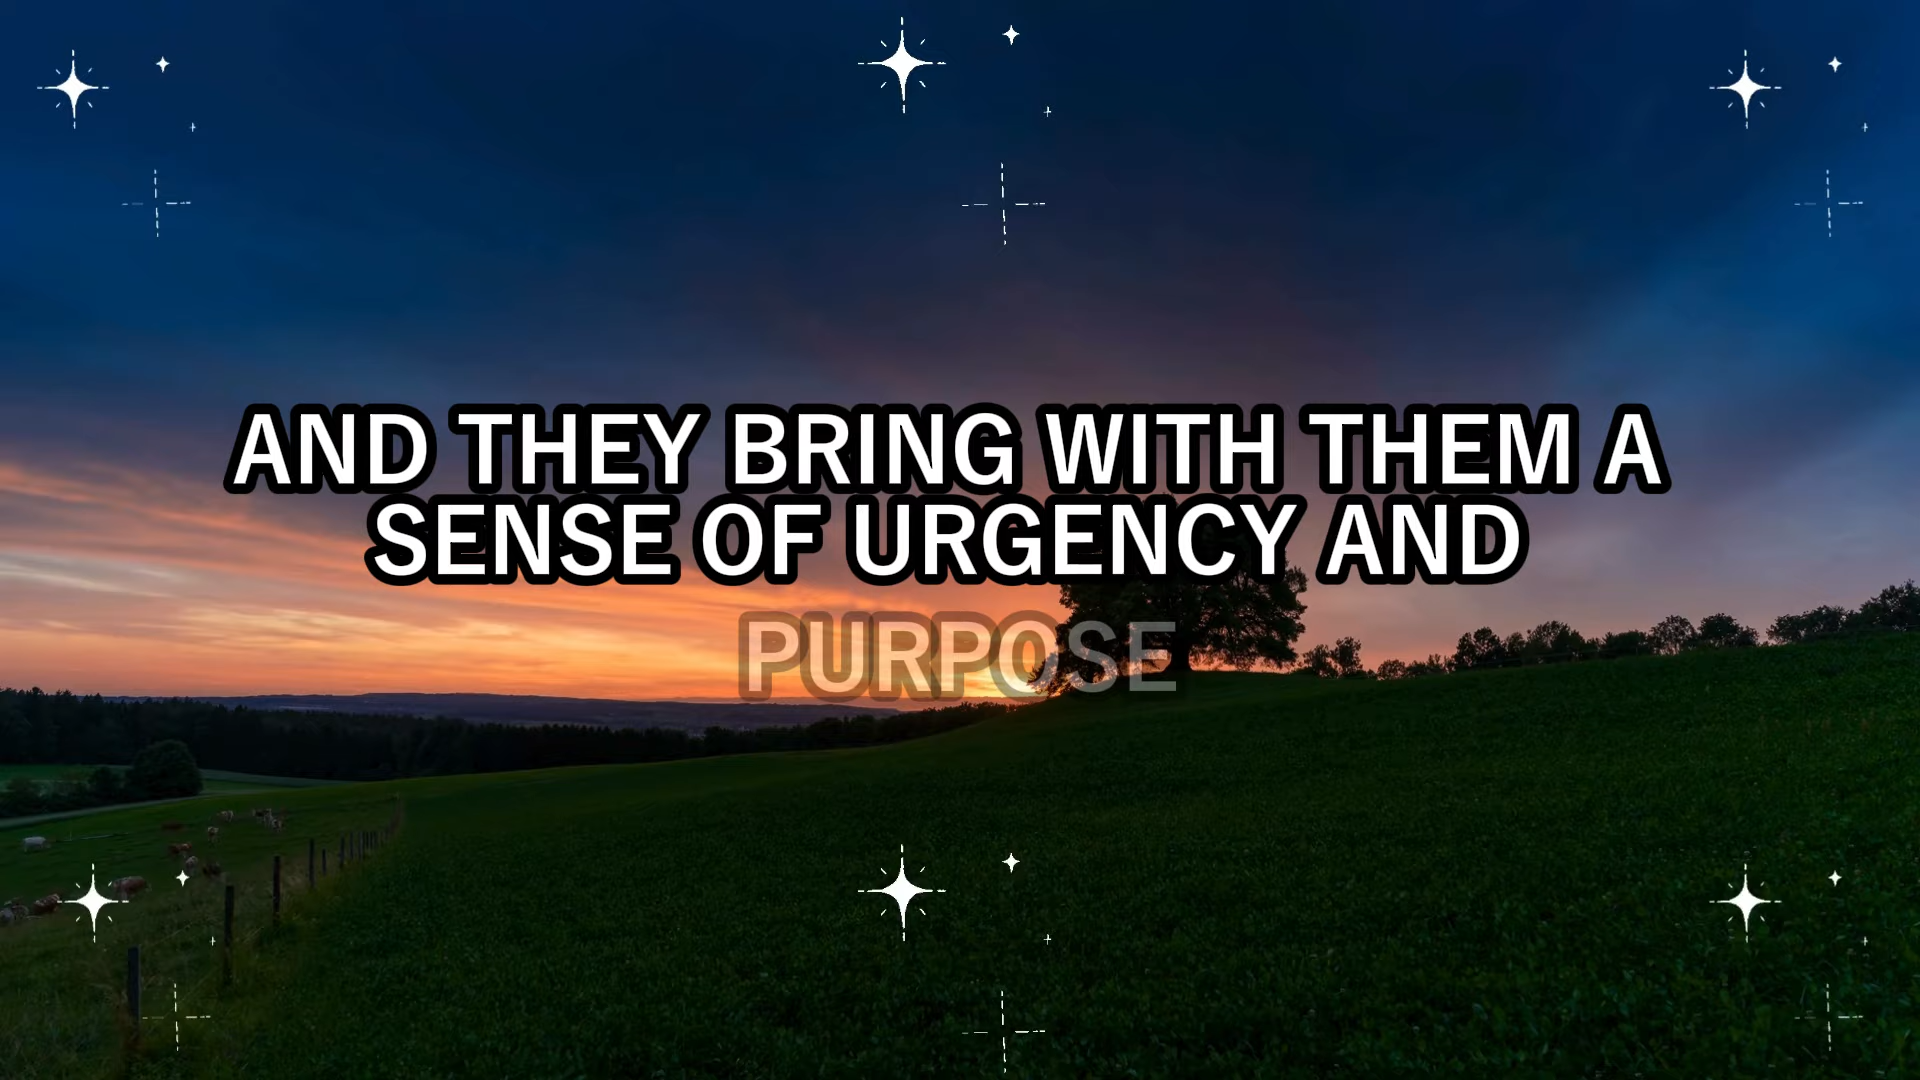 AND THEY BRING WITH THEM A
SENSE OF URGENCY AND
PURPOSE